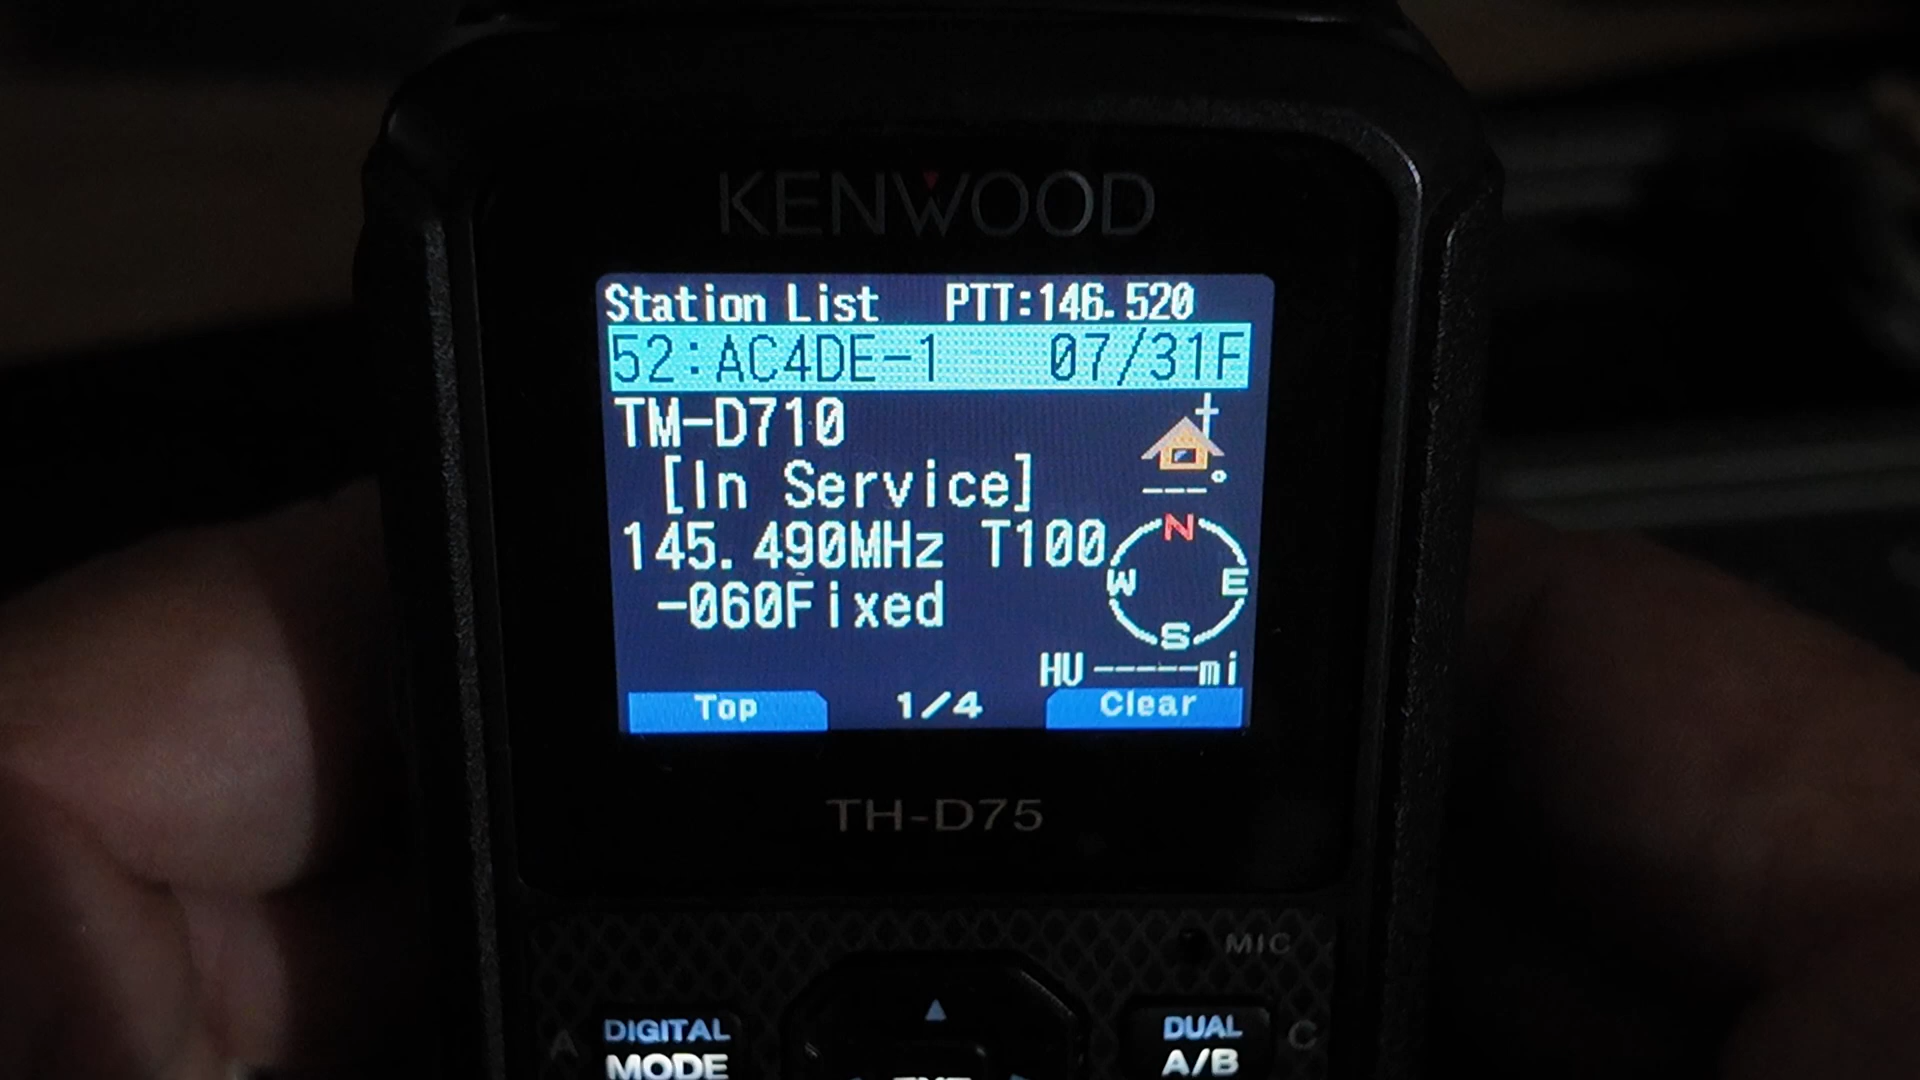 KENWOOD
Station List PTT:146.520
52:AC4DE-1 07/31F
TM-D710
[In Service]
145.490MHz T100
-060Fixed
---°
N
W E
S
HU -----mi
Top 1/4 Clear
TH-D75
MIC
A DIGITAL DUAL C
MODE A/B